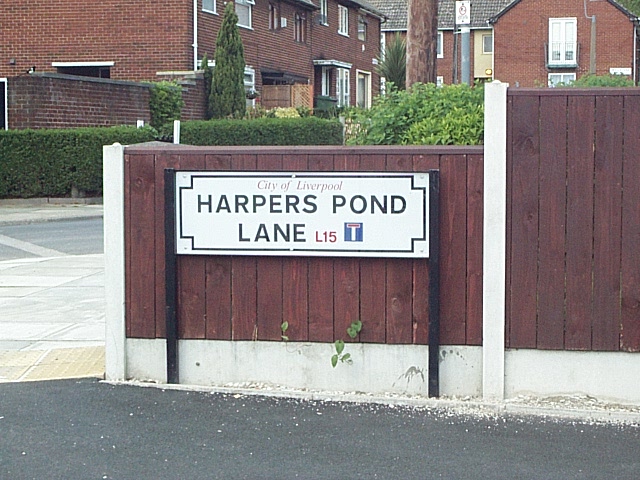 City of Liverpool
HARPERS POND
LANE L15